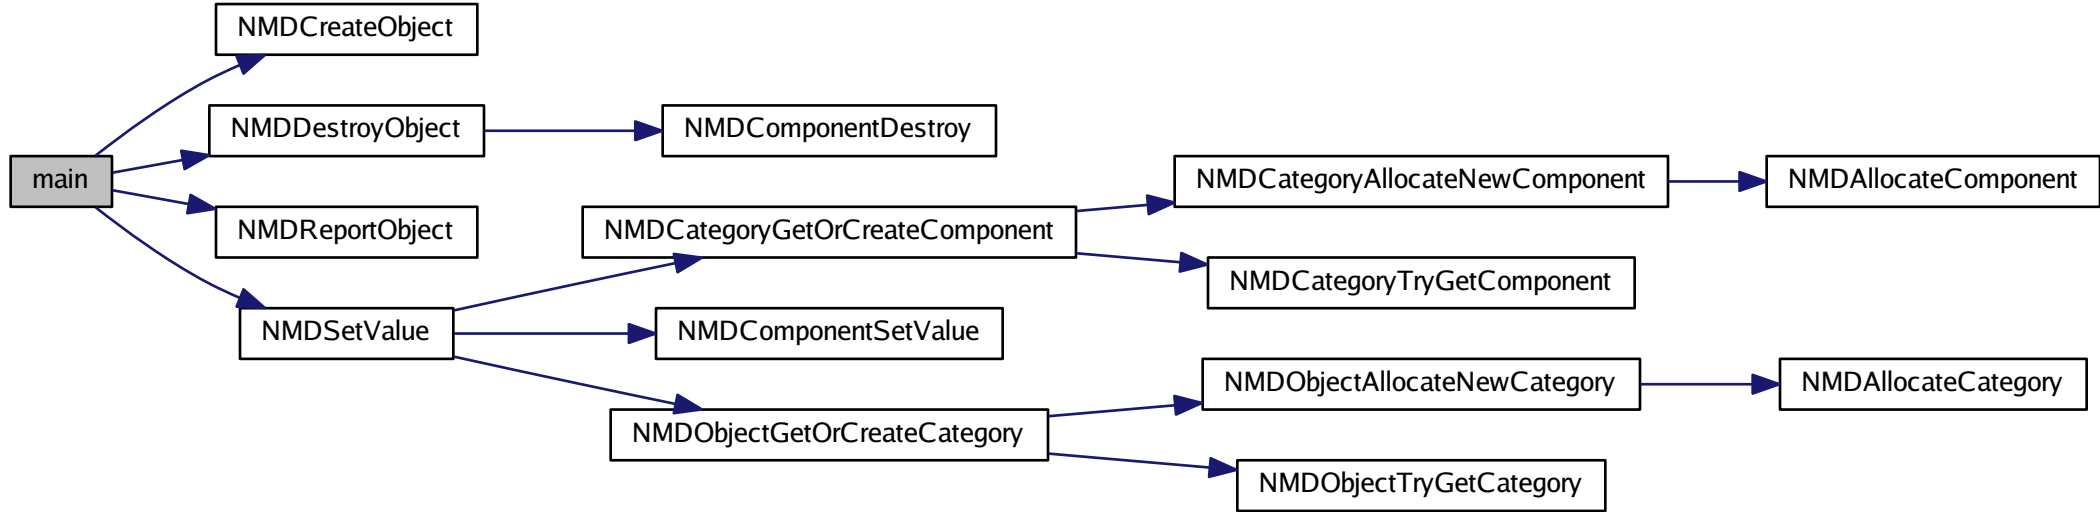 NMDCreateObject
NMDDestroyObject
NMDComponentDestroy
main
NMDCategoryAllocateNewComponent
NMDAllocateComponent
NMDReportObject
NMDCategoryGetOrCreateComponent
NMDCategoryTryGetComponent
NMDSetValue
NMDComponentSetValue
NMDObjectAllocateNewCategory
NMDAllocateCategory
NMDObjectGetOrCreateCategory
NMDObjectTryGetCategory